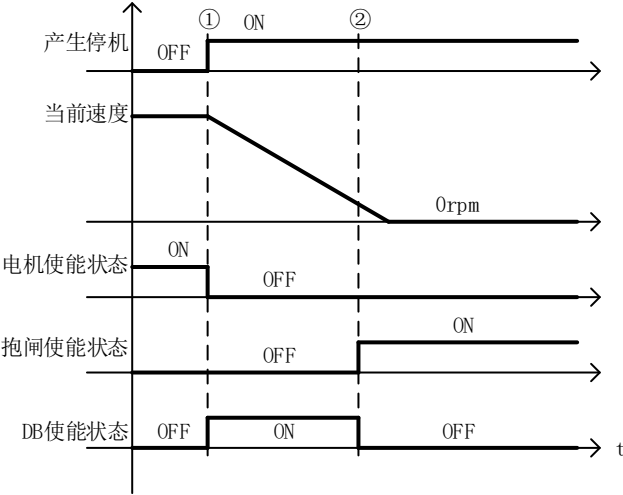 ① ON ②
产生停机 OFF
当前速度
0rpm
电机使能状态 ON
OFF
抱闸使能状态 OFF ON
DB使能状态 OFF ON OFF
t